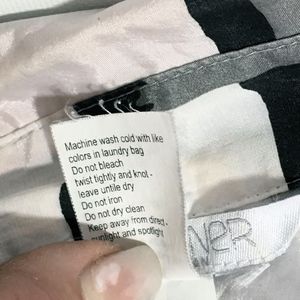 Machine wash cold with like
colors in laundry bag
Do not bleach
twist tightly and knot -
leave untile dry
Do not iron
Do not dry clean
Keep away from direct -
sunlight and spotlight